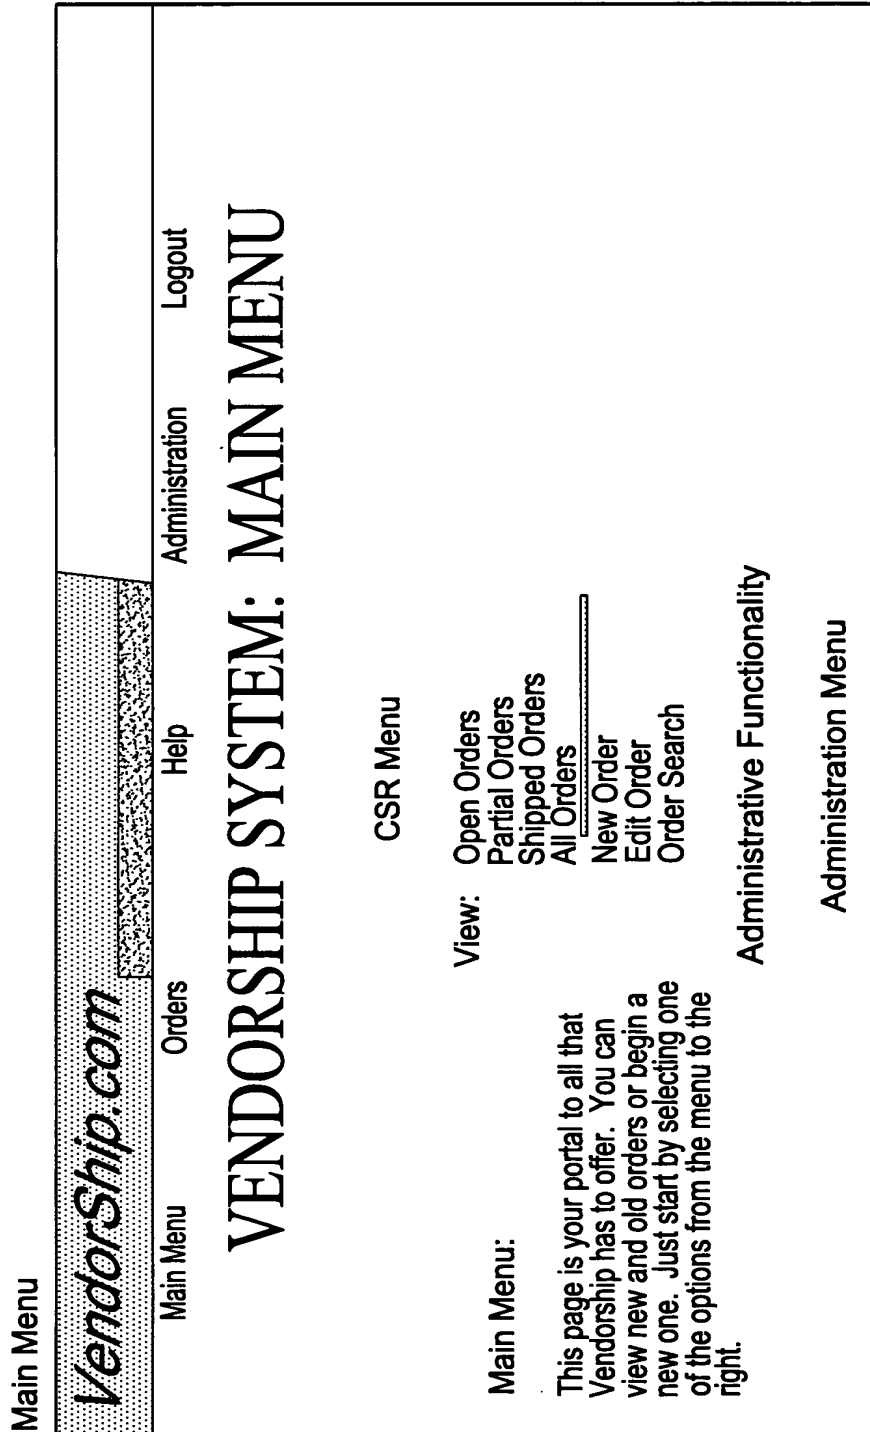 Main Menu
VendorShip.com
Main Menu Orders Help Administration Logout
VENDORSHIP SYSTEM: MAIN MENU
CSR Menu
Main Menu:
This page is your portal to all that
Vendorship has to offer. You can
view new and old orders or begin a
new one. Just start by selecting one
of the options from the menu to the
right.
View: Open Orders
Partial Orders
Shipped Orders
All Orders
New Order
Edit Order
Order Search
Administrative Functionality
Administration Menu